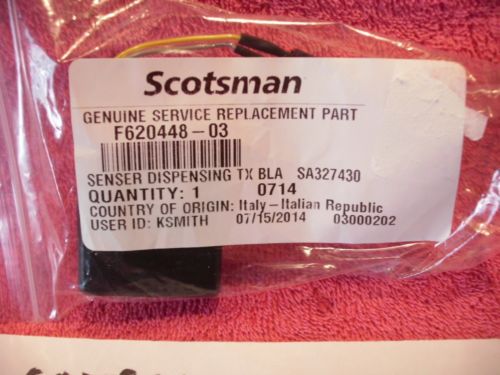 Scotsman
GENUINE SERVICE REPLACEMENT PART
F620448-03
SENSER DISPENSING TX BLA SA327430
QUANTITY: 1 0714
COUNTRY OF ORIGIN: Italy-Italian Republic
USER ID: KSMITH 07/15/2014 03000202